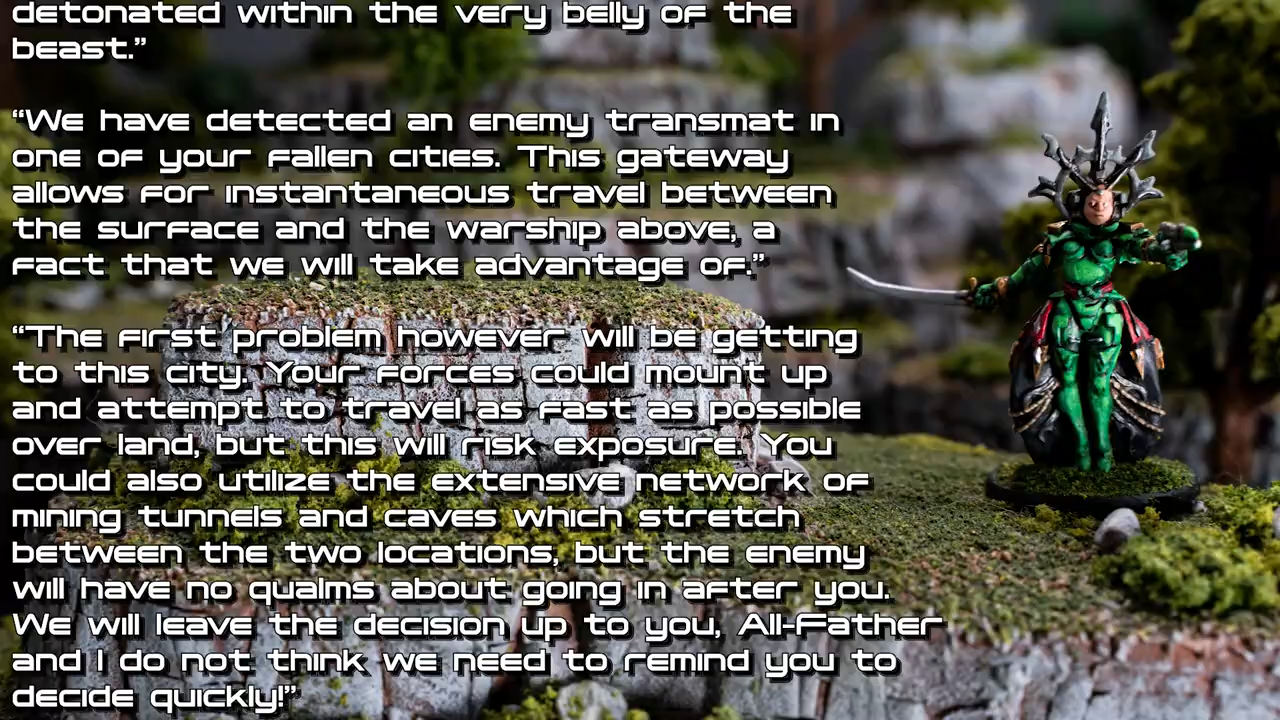 detonated within the very belly of the
beast.”
“We have detected an enemy transmat in
one of your fallen cities. This gateway
allows for instantaneous travel between
the surface and the warship above, a
fact that we will take advantage of.”
“The first problem however will be getting
to this city. Your forces could mount up
and attempt to travel as fast as possible
over land, but this will risk exposure. You
could also utilize the extensive network of
mining tunnels and caves which stretch
between the two locations, but the enemy
will have no qualms about going in after you.
We will leave the decision up to you, All-Father
and I do not think we need to remind you to
decide quickly!”